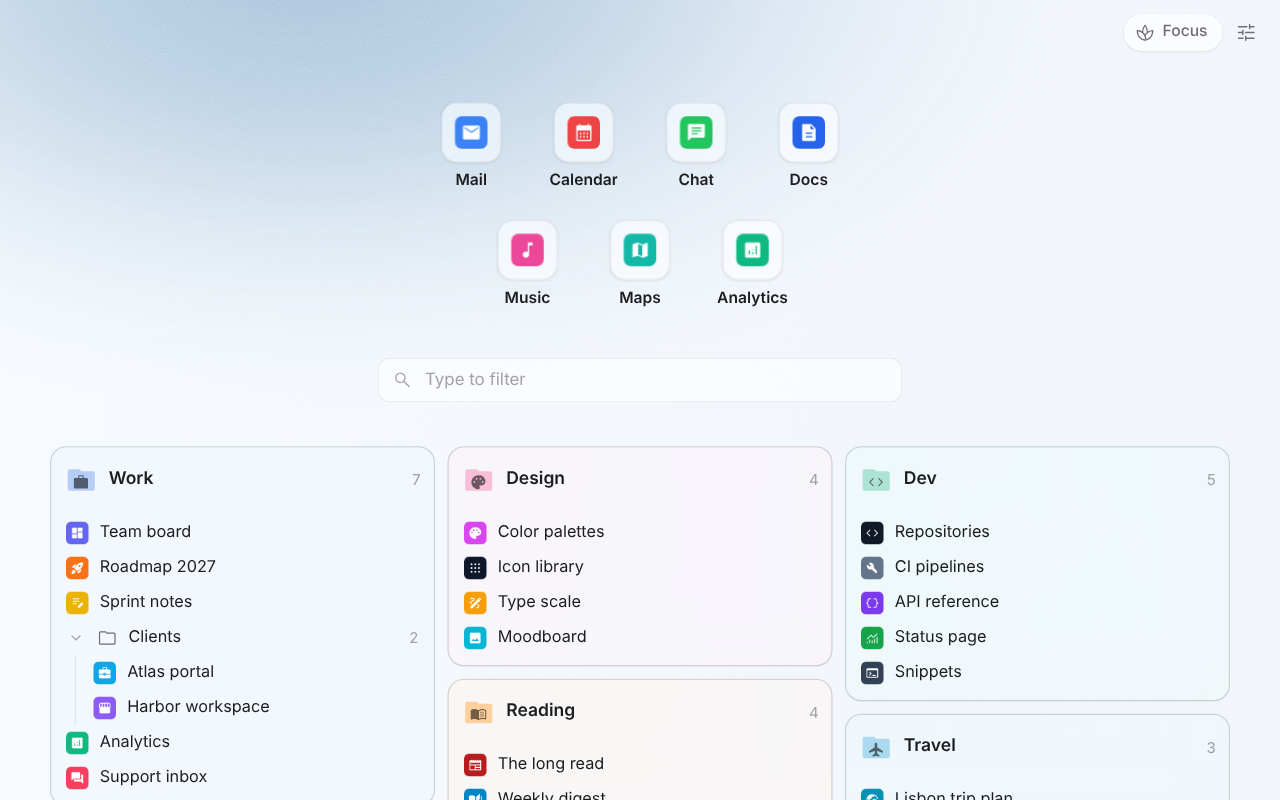 Focus
Mail
Calendar
Chat
Docs
Music
Maps
Analytics
Type to filter
Work 7
Team board
Roadmap 2027
Sprint notes
Clients 2
Atlas portal
Harbor workspace
Analytics
Support inbox
Design 4
Color palettes
Icon library
Type scale
Moodboard
Reading 4
The long read
Weekly digest
Dev 5
Repositories
CI pipelines
API reference
Status page
Snippets
Travel 3
Lisbon trip plan